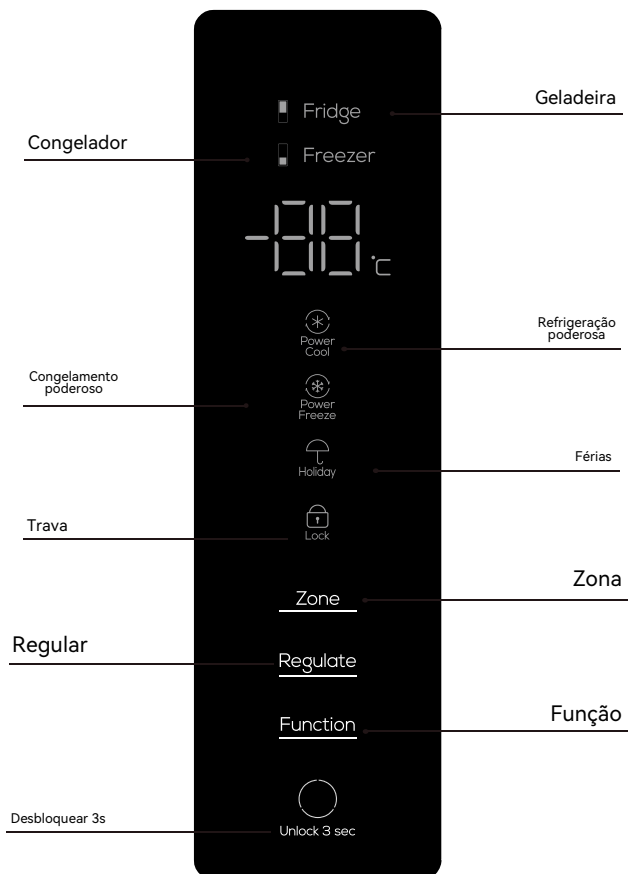 Geladeira
Fridge
Congelador
Freezer
-88°C
Refrigeração
poderosa
Power
Cool
Congelamento
poderoso
Power
Freeze
Férias
Holiday
Trava
Lock
Zona
Zone
Regular
Regulate
Função
Function
Desbloquear 3s
Unlock 3 sec